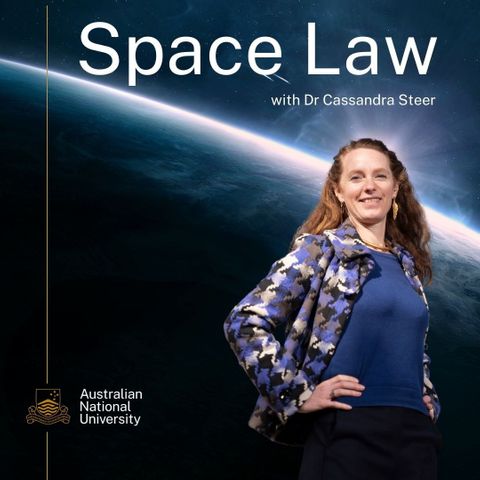 Space Law
with Dr Cassandra Steer
Australian
National
University